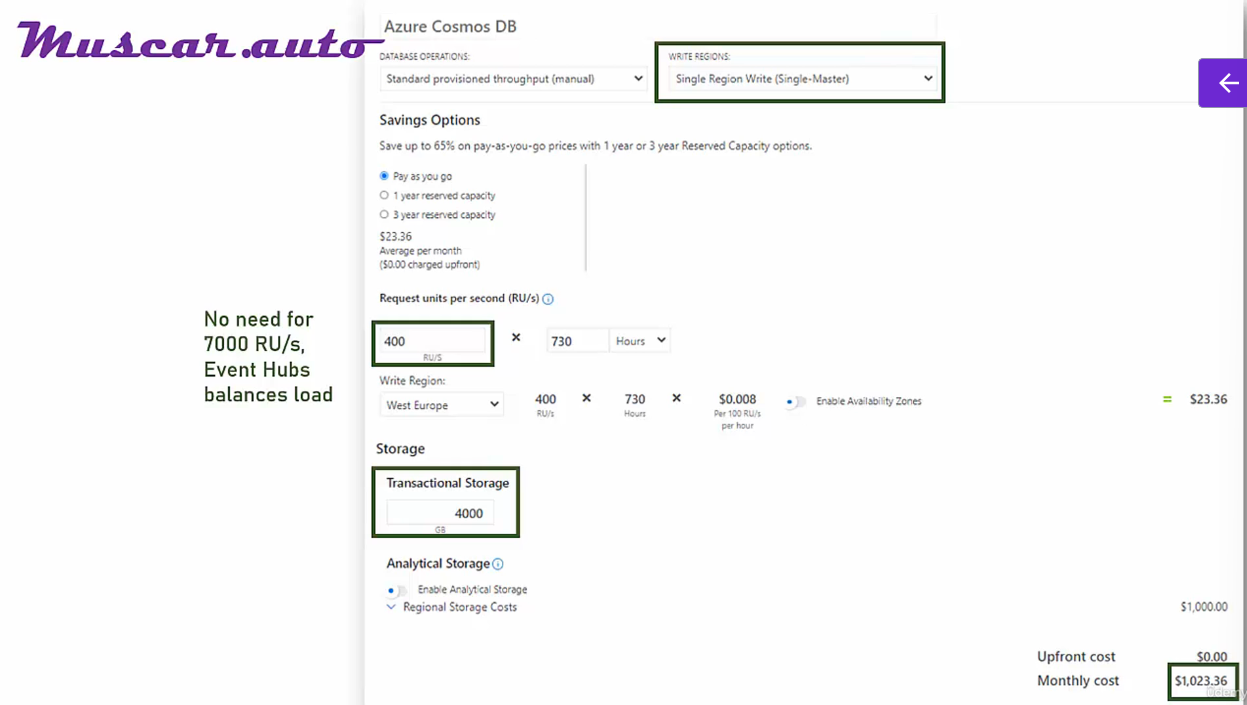 Muscar.auto
Azure Cosmos DB
DATABASE OPERATIONS:
WRITE REGIONS:
Standard provisioned throughput (manual)
Single Region Write (Single-Master)
Savings Options
Save up to 65% on pay-as-you-go prices with 1 year or 3 year Reserved Capacity options.
Pay as you go
1 year reserved capacity
3 year reserved capacity
$23.36
Average per month
($0.00 charged upfront)
Request units per second (RU/s)
No need for
7000 RU/s,
Event Hubs
balances load
400
RU/S
×
730
Hours
Write Region:
West Europe
400
RU/s
×
730
Hours
×
$0.008
Per 100 RU/s
per hour
Enable Availability Zones
=
$23.36
Storage
Transactional Storage
4000
GB
Analytical Storage
Enable Analytical Storage
Regional Storage Costs
$1,000.00
Upfront cost
$0.00
Monthly cost
$1,023.36
Udemy